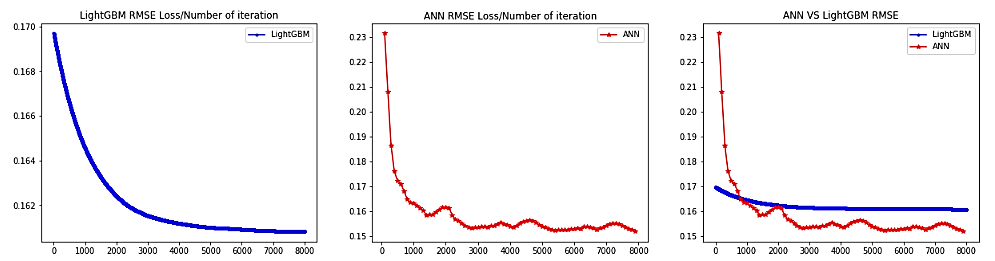 LightGBM RMSE Loss/Number of iteration
LightGBM
0.170
0.168
0.166
0.164
0.162
0 1000 2000 3000 4000 5000 6000 7000 8000
ANN RMSE Loss/Number of iteration
ANN
0.23
0.22
0.21
0.20
0.19
0.18
0.17
0.16
0.15
0 1000 2000 3000 4000 5000 6000 7000 8000
ANN VS LightGBM RMSE
LightGBM
ANN
0.23
0.22
0.21
0.20
0.19
0.18
0.17
0.16
0.15
0 1000 2000 3000 4000 5000 6000 7000 8000